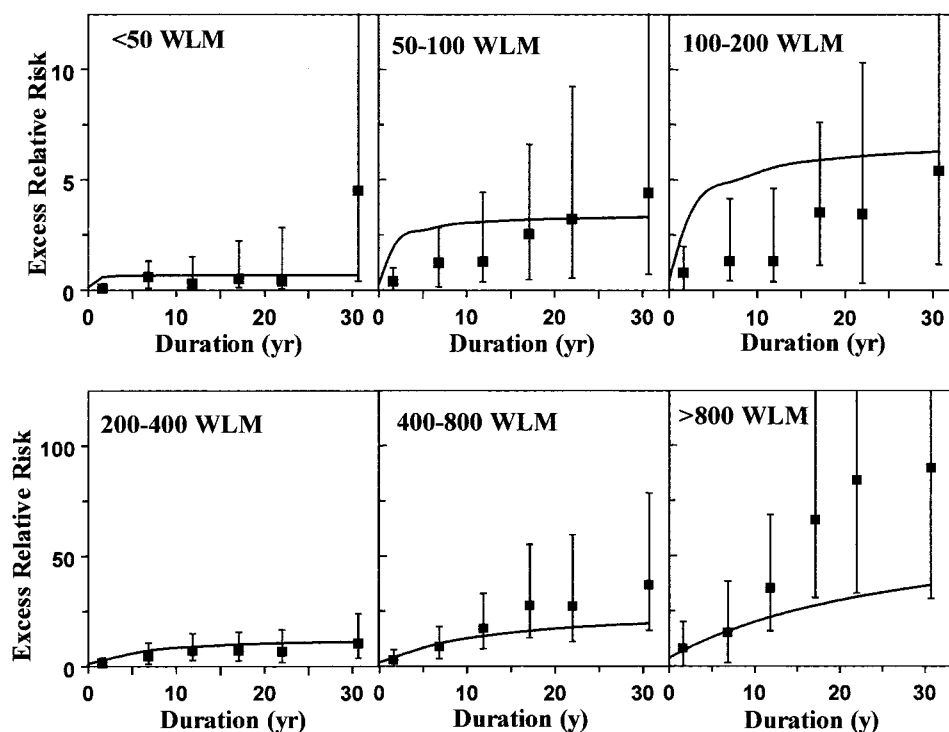 <50 WLM
50-100 WLM
100-200 WLM
Excess Relative Risk
10
5
0
0 10 20 30
0 10 20 30
0 10 20 30
Duration (yr)
Duration (yr)
Duration (yr)
200-400 WLM
400-800 WLM
>800 WLM
Excess Relative Risk
100
50
0
0 10 20 30
0 10 20 30
0 10 20 30
Duration (yr)
Duration (y)
Duration (y)